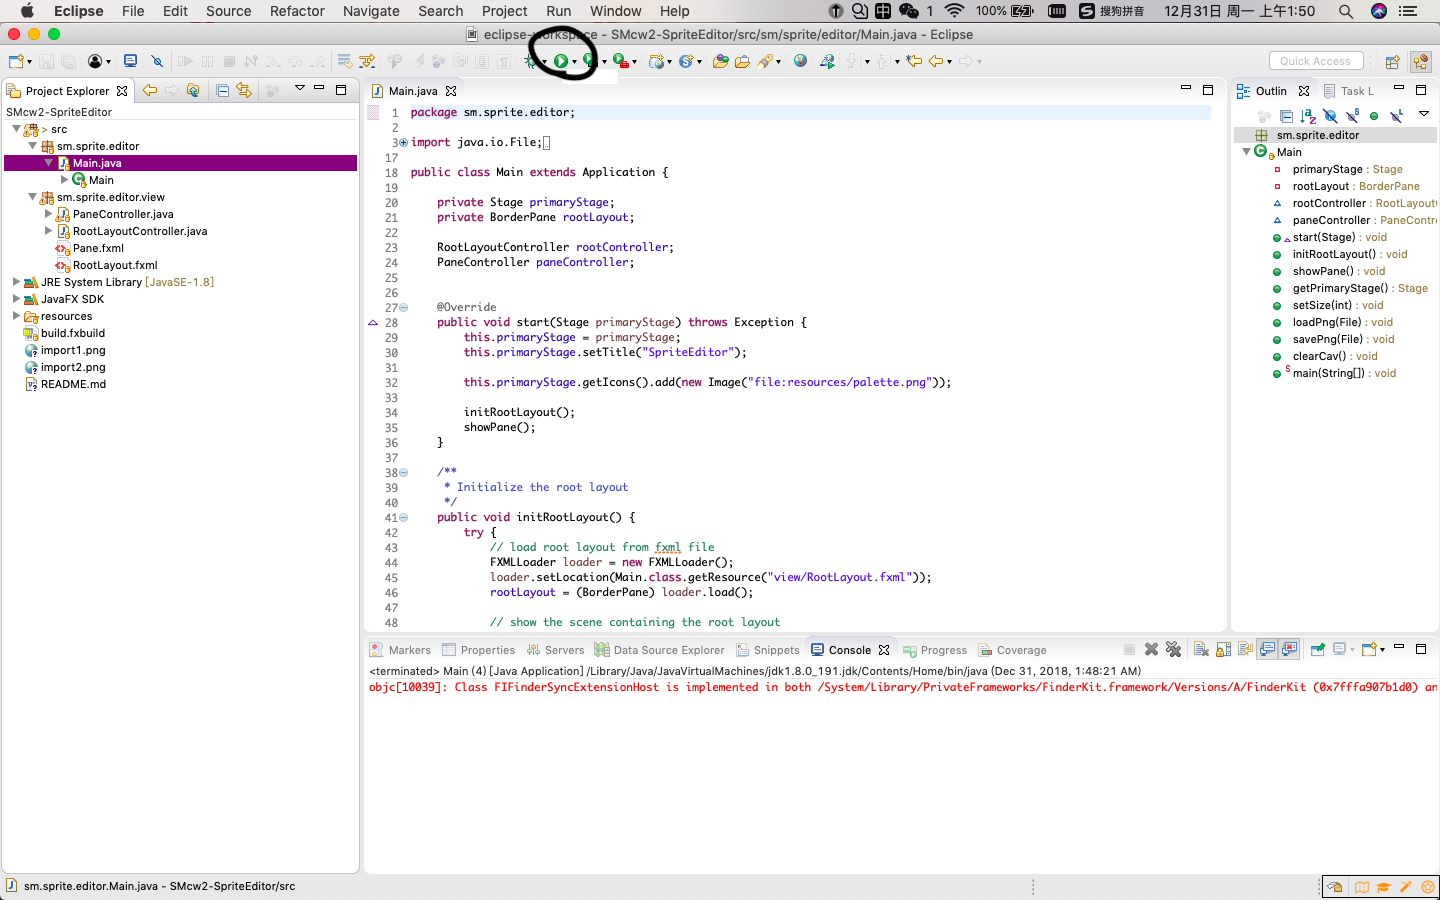 Eclipse File Edit Source Refactor Navigate Search Project Run Window Help 1 100% 搜狗拼音 12月31日 周一 上午1:50
eclipse-workspace - SMcw2-SpriteEditor/src/sm/sprite/editor/Main.java - Eclipse
Quick Access
Project Explorer
SMcw2-SpriteEditor
> src
sm.sprite.editor
Main.java
Main
sm.sprite.editor.view
PaneController.java
RootLayoutController.java
Pane.fxml
RootLayout.fxml
JRE System Library [JavaSE-1.8]
JavaFX SDK
resources
build.fxbuild
import1.png
import2.png
README.md
Main.java
1 package sm.sprite.editor;
2
3 import java.io.File;
17
18 public class Main extends Application {
19
20 private Stage primaryStage;
21 private BorderPane rootLayout;
22
23 RootLayoutController rootController;
24 PaneController paneController;
25
26
27 @Override
28 public void start(Stage primaryStage) throws Exception {
29 this.primaryStage = primaryStage;
30 this.primaryStage.setTitle("SpriteEditor");
31
32 this.primaryStage.getIcons().add(new Image("file:resources/palette.png"));
33
34 initRootLayout();
35 showPane();
36 }
37
38 /**
39 * Initialize the root layout
40 */
41 public void initRootLayout() {
42 try {
43 // load root layout from fxml file
44 FXMLLoader loader = new FXMLLoader();
45 loader.setLocation(Main.class.getResource("view/RootLayout.fxml"));
46 rootLayout = (BorderPane) loader.load();
47
48 // show the scene containing the root layout
Outlin Task L
sm.sprite.editor
Main
primaryStage : Stage
rootLayout : BorderPane
rootController : RootLayout
paneController : PaneContr
start(Stage) : void
initRootLayout() : void
showPane() : void
getPrimaryStage() : Stage
setSize(int) : void
loadPng(File) : void
savePng(File) : void
clearCav() : void
main(String[]) : void
Markers Properties Servers Data Source Explorer Snippets Console Progress Coverage
<terminated> Main (4) [Java Application] /Library/Java/JavaVirtualMachines/jdk1.8.0_191.jdk/Contents/Home/bin/java (Dec 31, 2018, 1:48:21 AM)
objc[10039]: Class FIFinderSyncExtensionHost is implemented in both /System/Library/PrivateFrameworks/FinderKit.framework/Versions/A/FinderKit (0x7fffa907b1d0) an
sm.sprite.editor.Main.java - SMcw2-SpriteEditor/src